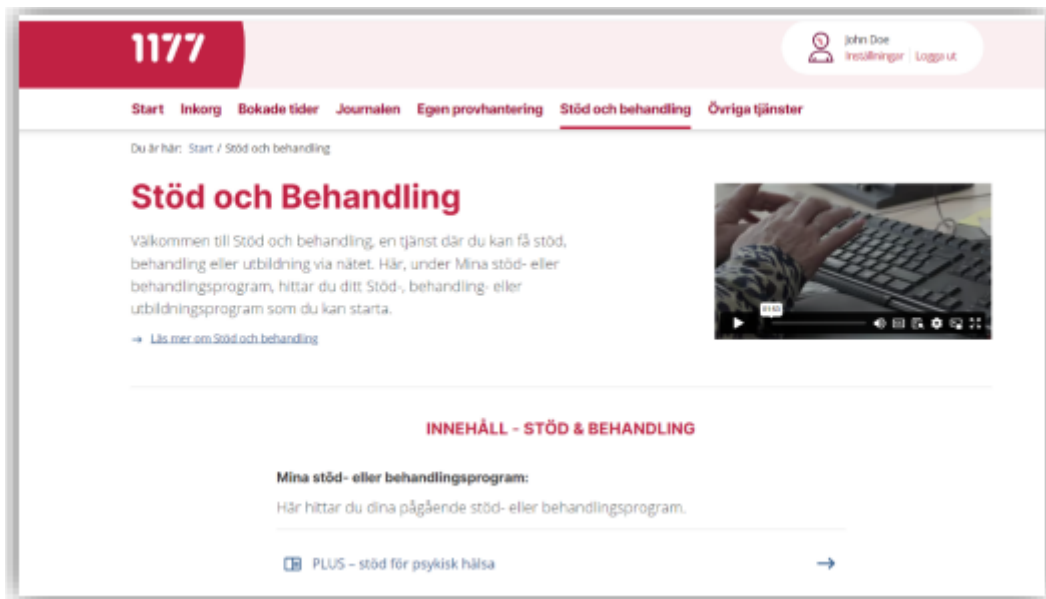 1177
John Doe
Inställningar | Logga ut
Start Inkorg Bokade tider Journalen Egen provhantering Stöd och behandling Övriga tjänster
Du är här: Start / Stöd och behandling
Stöd och Behandling
Välkommen till Stöd och behandling, en tjänst där du kan få stöd,
behandling eller utbildning via nätet. Här, under Mina stöd- eller
behandlingsprogram, hittar du ditt Stöd-, behandling- eller
utbildningsprogram som du kan starta.
→ Läs mer om Stöd och behandling
INNEHÅLL - STÖD & BEHANDLING
Mina stöd- eller behandlingsprogram:
Här hittar du dina pågående stöd- eller behandlingsprogram.
PLUS – stöd för psykisk hälsa →